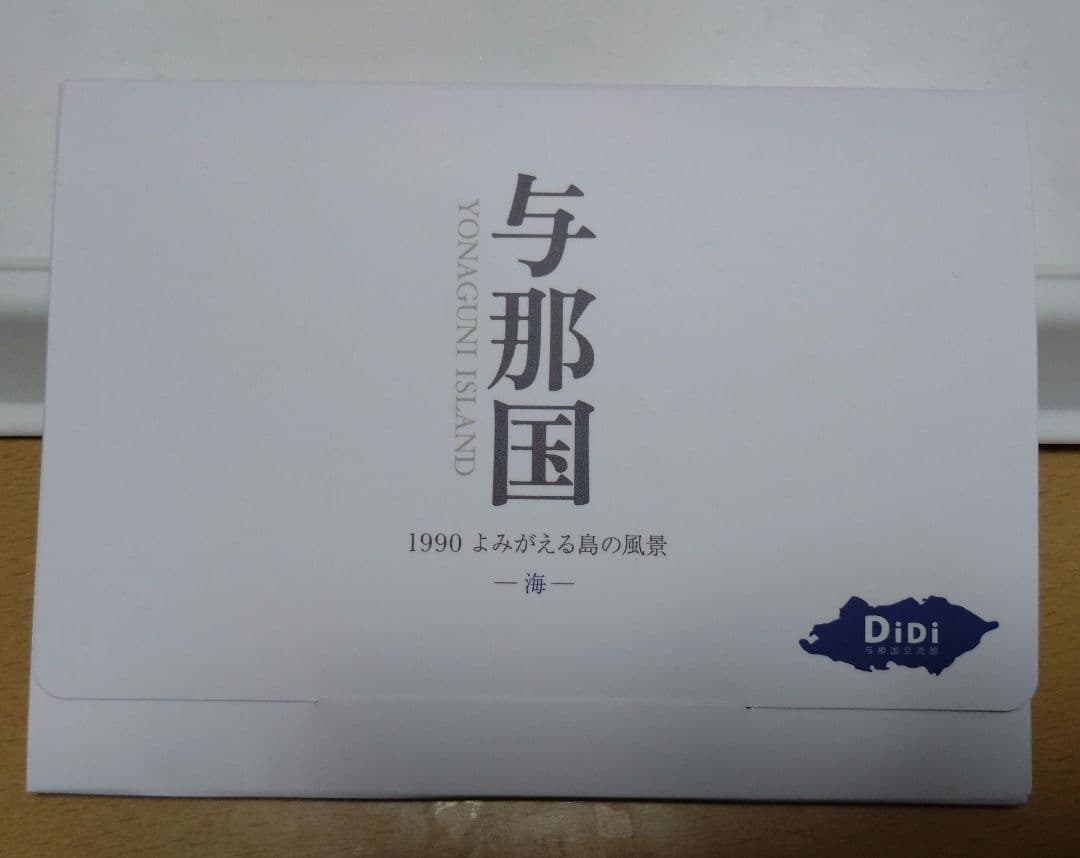 与那国
YONAGUNI ISLAND
1990 よみがえる島の風景
—海—
DiDi
与那国交流館